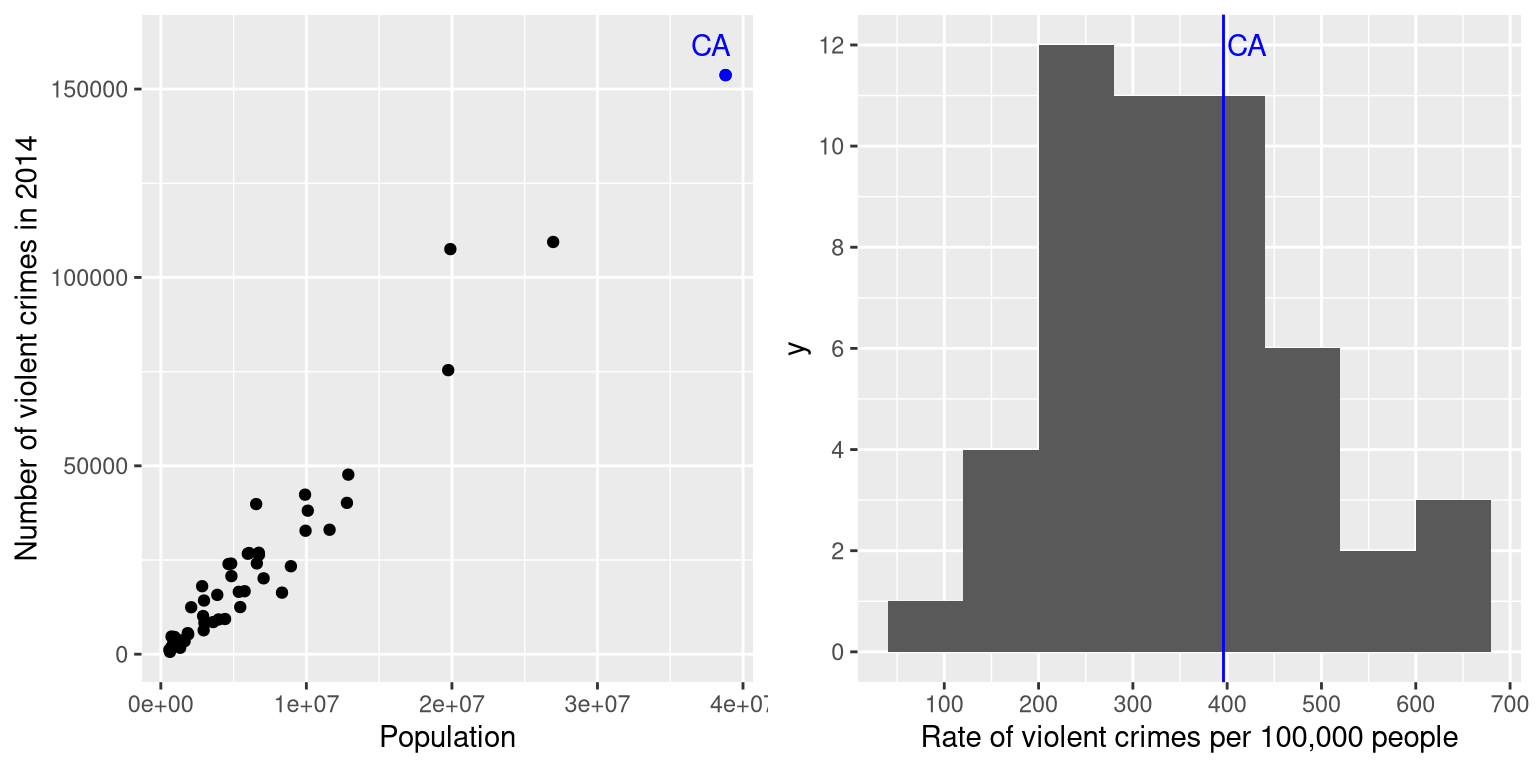 CA
150000
100000
50000
0
Number of violent crimes in 2014
0e+00 1e+07 2e+07 3e+07 4e+07
Population
CA
12
10
8
6
4
2
0
y
100 200 300 400 500 600 700
Rate of violent crimes per 100,000 people